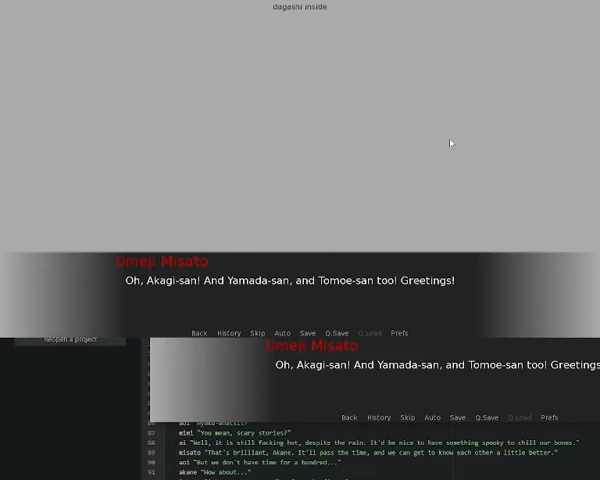 dagashi inside
Umeji Misato
Oh, Akagi-san! And Yamada-san, and Tomoe-san too! Greetings!
Back History Skip Auto Save Q.Save Q.Load Prefs
Reopen a project
Umeji Misato
Oh, Akagi-san! And Yamada-san, and Tomoe-san too! Greetings
Back History Skip Auto Save Q.Save Q.Load Prefs
87 mimi "You mean, scary stories?"
88 ai "Well, it is still fucking hot, despite the rain. It'd be nice to have something spooky to chill our bones."
89 misato "That's brilliant, Akane. It'll pass the time, and we can get to know each other a little better."
90 aoi "But we don't have time for a hundred..."
91 akane "How about..."